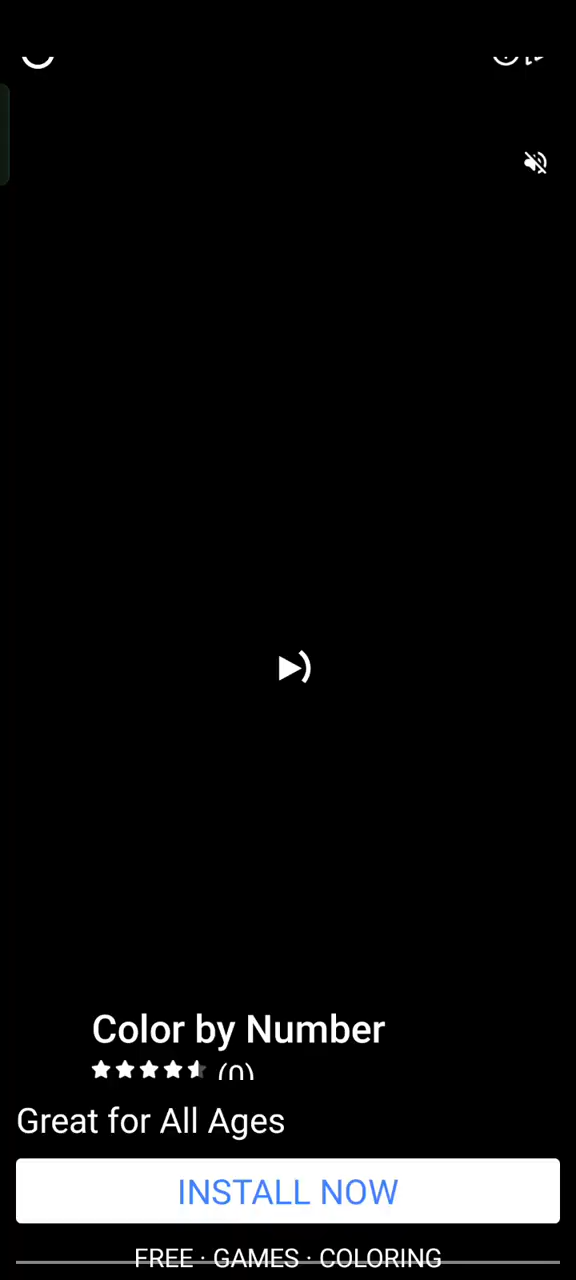 Color by Number
(0)
Great for All Ages
INSTALL NOW
FREE · GAMES · COLORING